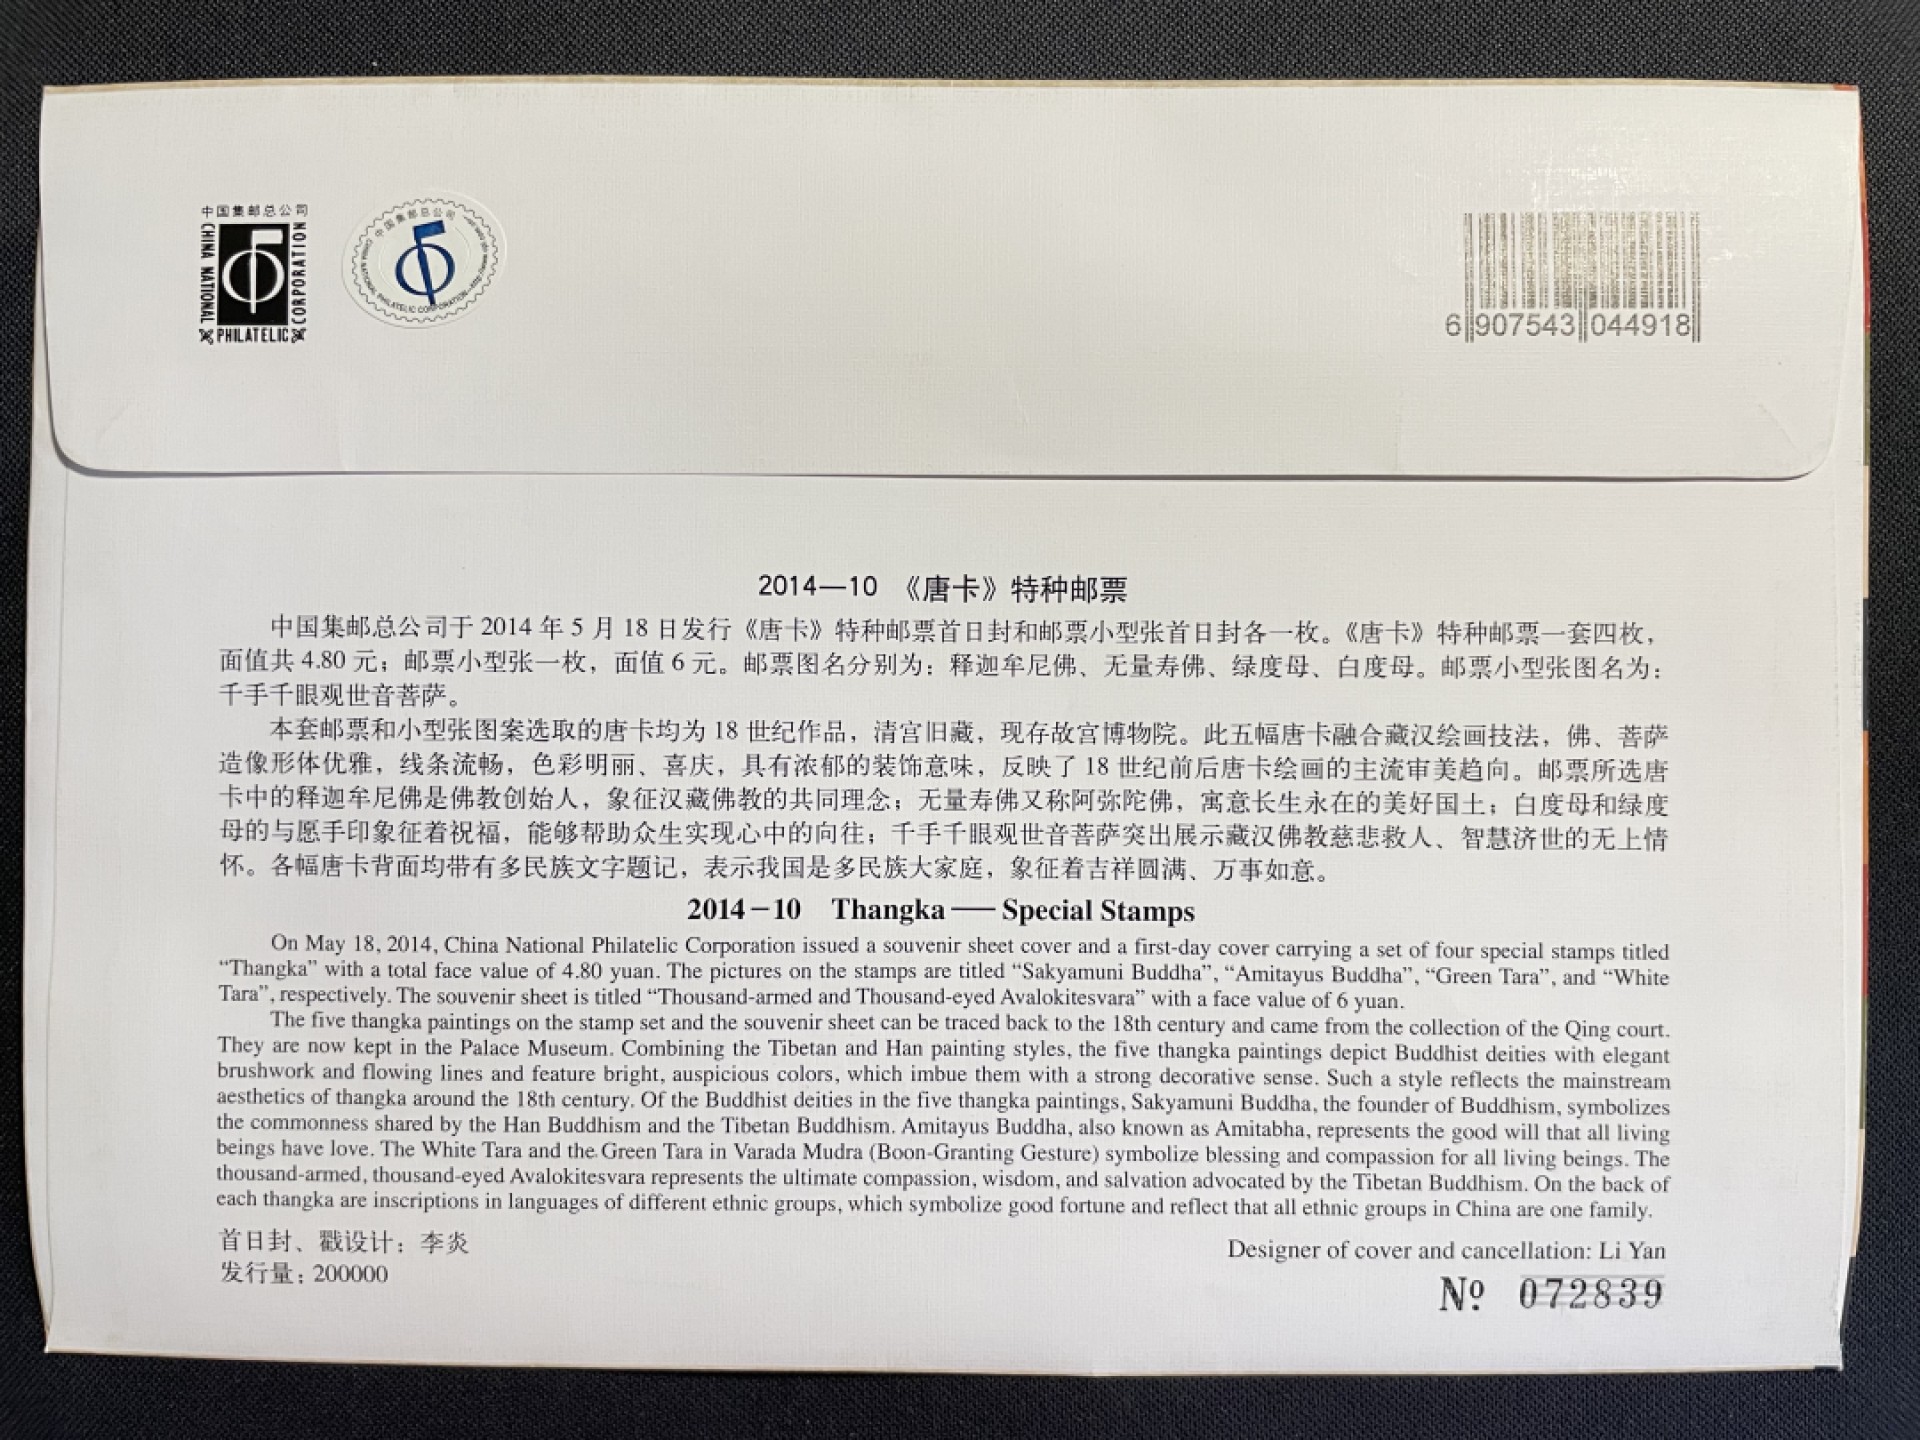 中国集邮总公司
CHINA NATIONAL
PHILATELIC
CORPORATION
中国集邮总公司
CHINA NATIONAL PHILATELIC CORPORATION
6 907543 044918
2014—10 《唐卡》特种邮票
中国集邮总公司于 2014 年 5 月 18 日发行《唐卡》特种邮票首日封和邮票小型张首日封各一枚。《唐卡》特种邮票一套四枚，
面值共 4.80 元；邮票小型张一枚，面值 6 元。邮票图名分别为：释迦牟尼佛、无量寿佛、绿度母、白度母。邮票小型张图名为：
千手千眼观世音菩萨。
本套邮票和小型张图案选取的唐卡均为 18 世纪作品，清宫旧藏，现存故宫博物院。此五幅唐卡融合藏汉绘画技法，佛、菩萨
造像形体优雅，线条流畅，色彩明丽、喜庆，具有浓郁的装饰意味，反映了 18 世纪前后唐卡绘画的主流审美趋向。邮票所选唐
卡中的释迦牟尼佛是佛教创始人，象征汉藏佛教的共同理念；无量寿佛又称阿弥陀佛，寓意长生永在的美好国土；白度母和绿度
母的与愿手印象征着祝福，能够帮助众生实现心中的向往；千手千眼观世音菩萨突出展示藏汉佛教慈悲救人、智慧济世的无上情
怀。各幅唐卡背面均带有多民族文字题记，表示我国是多民族大家庭，象征着吉祥圆满、万事如意。
2014－10 Thangka — Special Stamps
On May 18, 2014, China National Philatelic Corporation issued a souvenir sheet cover and a first-day cover carrying a set of four special stamps titled
“Thangka” with a total face value of 4.80 yuan. The pictures on the stamps are titled “Sakyamuni Buddha”, “Amitayus Buddha”, “Green Tara”, and “White
Tara”, respectively. The souvenir sheet is titled “Thousand-armed and Thousand-eyed Avalokitesvara” with a face value of 6 yuan.
The five thangka paintings on the stamp set and the souvenir sheet can be traced back to the 18th century and came from the collection of the Qing court.
They are now kept in the Palace Museum. Combining the Tibetan and Han painting styles, the five thangka paintings depict Buddhist deities with elegant
brushwork and flowing lines and feature bright, auspicious colors, which imbue them with a strong decorative sense. Such a style reflects the mainstream
aesthetics of thangka around the 18th century. Of the Buddhist deities in the five thangka paintings, Sakyamuni Buddha, the founder of Buddhism, symbolizes
the commonness shared by the Han Buddhism and the Tibetan Buddhism. Amitayus Buddha, also known as Amitabha, represents the good will that all living
beings have love. The White Tara and the Green Tara in Varada Mudra (Boon-Granting Gesture) symbolize blessing and compassion for all living beings. The
thousand-armed, thousand-eyed Avalokitesvara represents the ultimate compassion, wisdom, and salvation advocated by the Tibetan Buddhism. On the back of
each thangka are inscriptions in languages of different ethnic groups, which symbolize good fortune and reflect that all ethnic groups in China are one family.
首日封、戳设计：李炎
Designer of cover and cancellation: Li Yan
发行量：200000
№ 072839